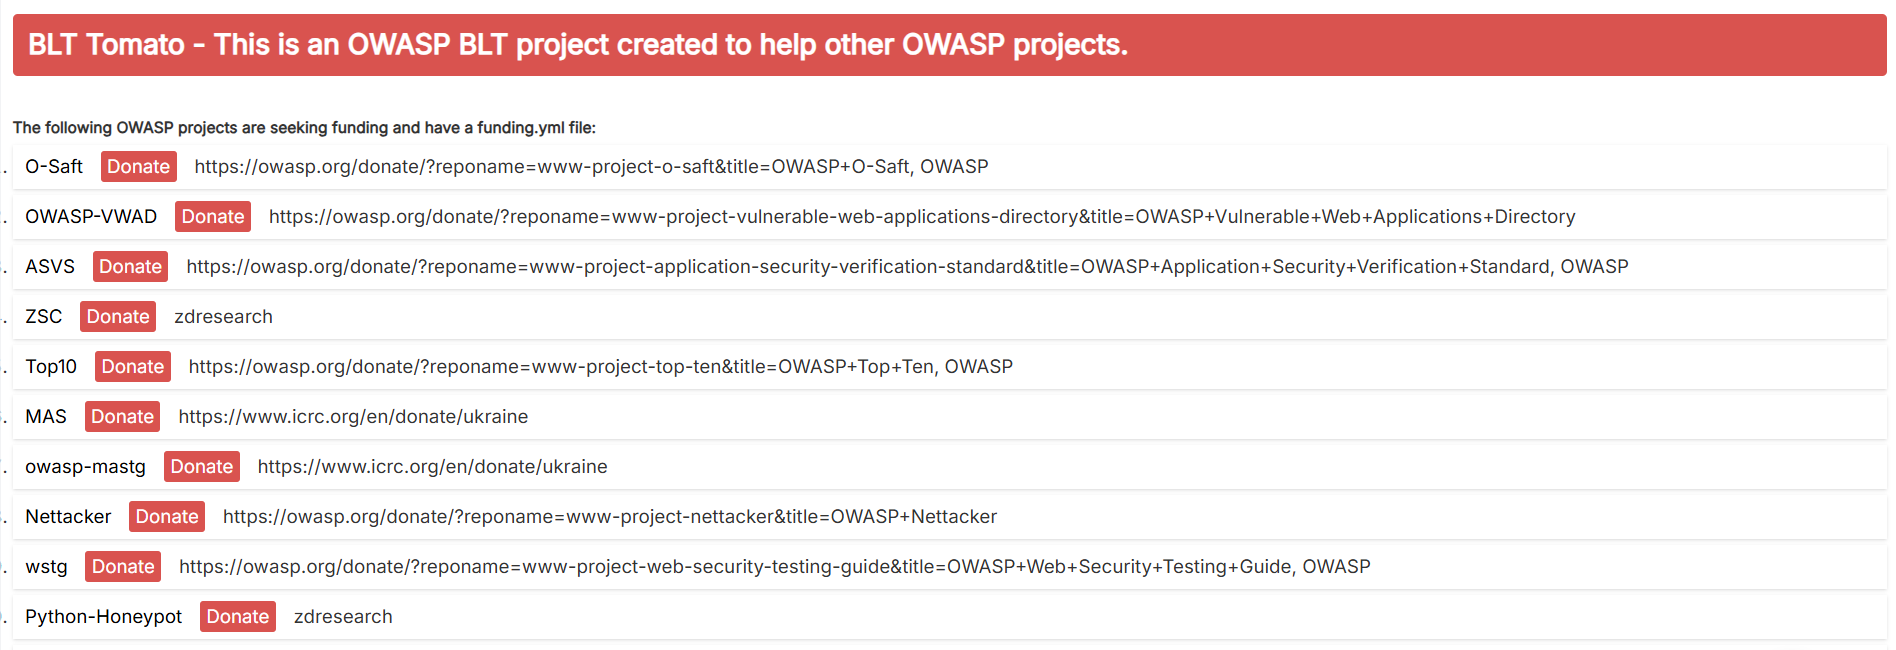 BLT Tomato - This is an OWASP BLT project created to help other OWASP projects.
The following OWASP projects are seeking funding and have a funding.yml file:
O-Saft Donate https://owasp.org/donate/?reponame=www-project-o-saft&title=OWASP+O-Saft, OWASP
OWASP-VWAD Donate https://owasp.org/donate/?reponame=www-project-vulnerable-web-applications-directory&title=OWASP+Vulnerable+Web+Applications+Directory
ASVS Donate https://owasp.org/donate/?reponame=www-project-application-security-verification-standard&title=OWASP+Application+Security+Verification+Standard, OWASP
ZSC Donate zdresearch
Top10 Donate https://owasp.org/donate/?reponame=www-project-top-ten&title=OWASP+Top+Ten, OWASP
MAS Donate https://www.icrc.org/en/donate/ukraine
owasp-mastg Donate https://www.icrc.org/en/donate/ukraine
Nettacker Donate https://owasp.org/donate/?reponame=www-project-nettacker&title=OWASP+Nettacker
wstg Donate https://owasp.org/donate/?reponame=www-project-web-security-testing-guide&title=OWASP+Web+Security+Testing+Guide, OWASP
Python-Honeypot Donate zdresearch